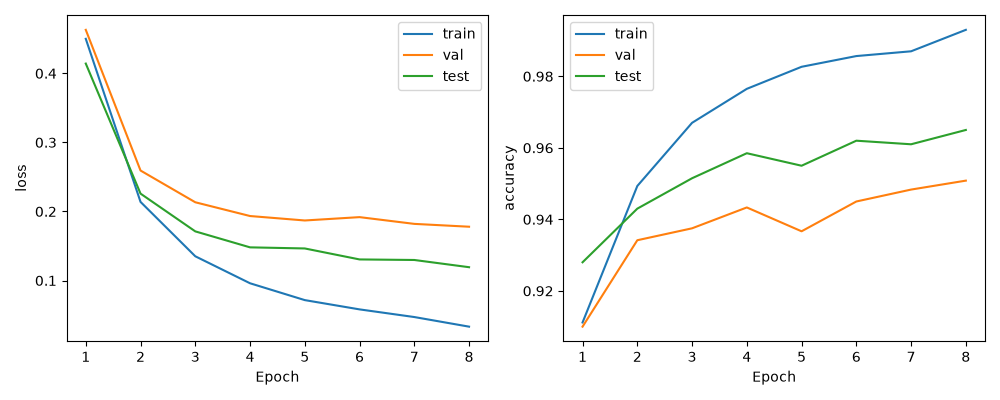 loss
0.4
0.3
0.2
0.1
train
val
test
1 2 3 4 5 6 7 8
Epoch
accuracy
0.98
0.96
0.94
0.92
train
val
test
1 2 3 4 5 6 7 8
Epoch